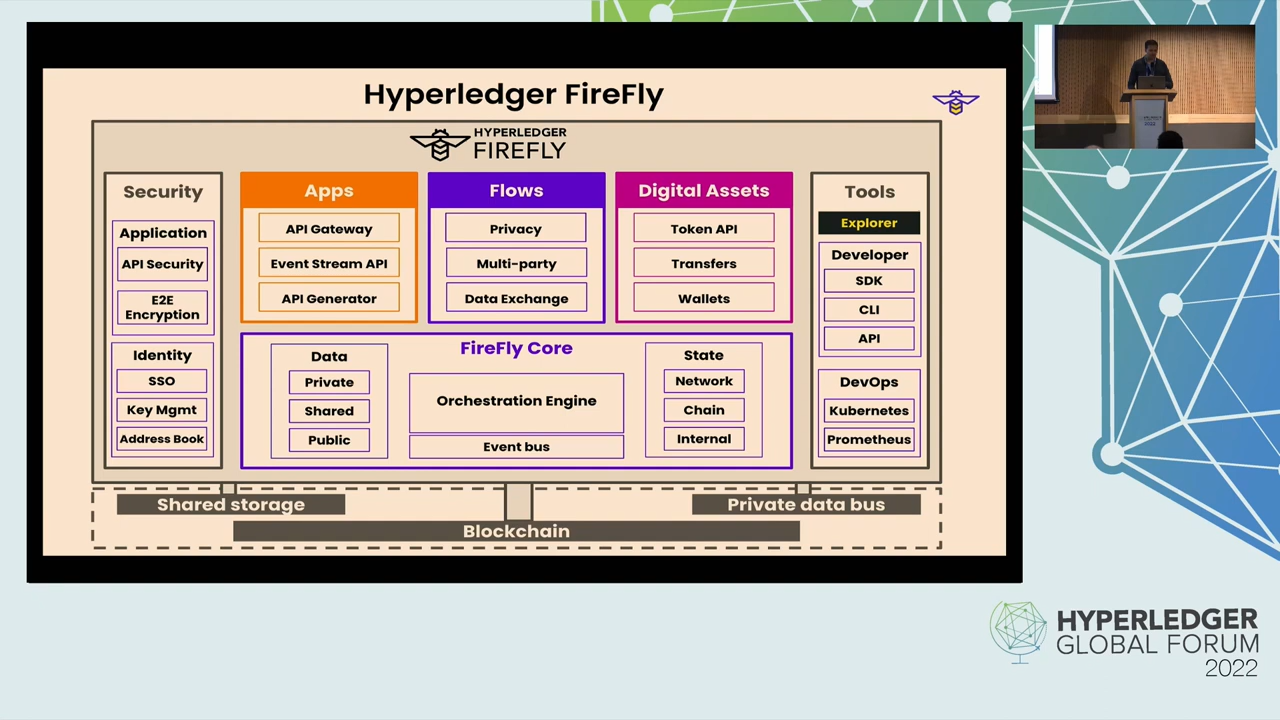 Hyperledger FireFly
HYPERLEDGER
FIREFLY
Security
Application
API Security
E2E
Encryption
Identity
SSO
Key Mgmt
Address Book
Apps
API Gateway
Event Stream API
API Generator
Flows
Privacy
Multi-party
Data Exchange
Digital Assets
Token API
Transfers
Wallets
FireFly Core
Data
Private
Shared
Public
Orchestration Engine
Event bus
State
Network
Chain
Internal
Tools
Explorer
Developer
SDK
CLI
API
DevOps
Kubernetes
Prometheus
Shared storage
Private data bus
Blockchain
HYPERLEDGER
GLOBAL FORUM
2022